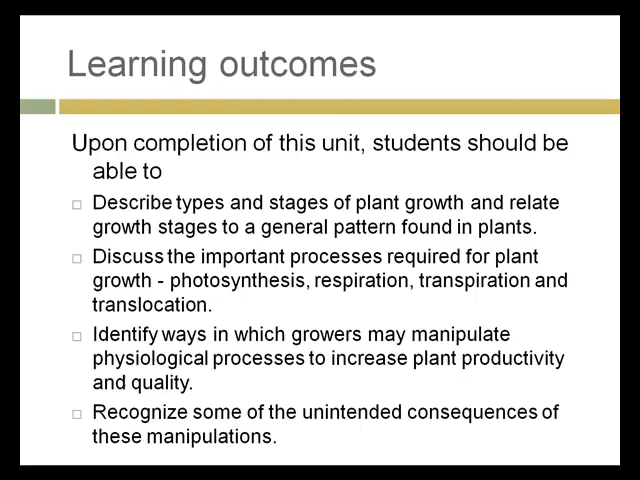 Learning outcomes
Upon completion of this unit, students should be
able to
Describe types and stages of plant growth and relate
growth stages to a general pattern found in plants.
Discuss the important processes required for plant
growth - photosynthesis, respiration, transpiration and
translocation.
Identify ways in which growers may manipulate
physiological processes to increase plant productivity
and quality.
Recognize some of the unintended consequences of
these manipulations.